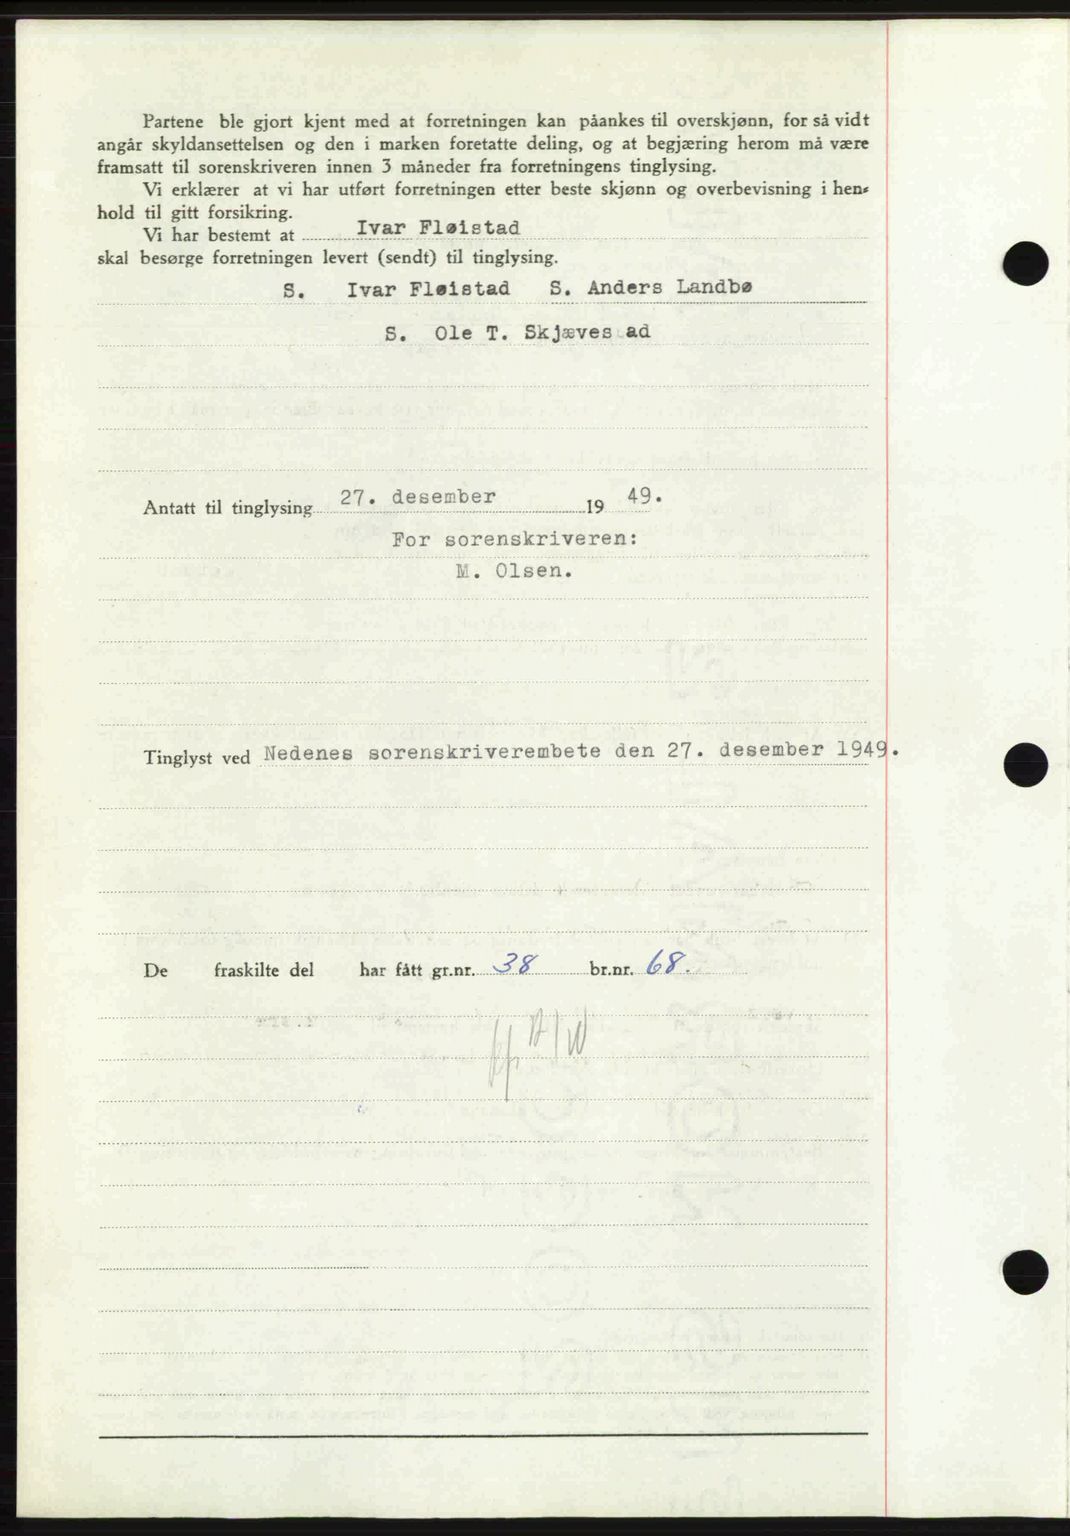 Partene ble gjort kjent med at forretningen kan påankes til overskjønn, for så vidt
angår skyldansettelsen og den i marken foretatte deling, og at begjæring herom må være
framsatt til sorenskriveren innen 3 måneder fra forretningens tinglysing.
Vi erklærer at vi har utført forretningen etter beste skjønn og overbevisning i hen-
hold til gitt forsikring.
Vi har bestemt at Ivar Fløistad
skal besørge forretningen levert (sendt) til tinglysing.
S. Ivar Fløistad S. Anders Landbø
S. Ole T. Skjæves ad
Antatt til tinglysing 27. desember 19 49.
For sorenskriveren:
M. Olsen.
Tinglyst ved Nedenes sorenskriverembete den 27. desember 1949.
De fraskilte del har fått gr.nr. 38 br.nr. 68.